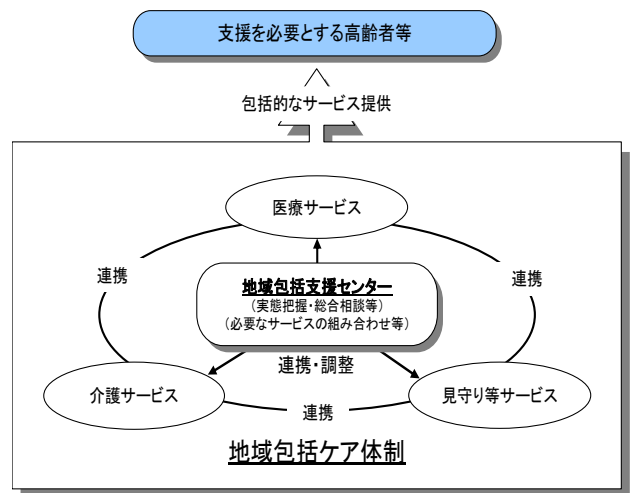 支援を必要とする高齢者等
包括的なサービス提供
医療サービス
連携
連携
地域包括支援センター
(実態把握・総合相談等)
(必要なサービスの組み合わせ等)
連携・調整
介護サービス
見守り等サービス
連携
地域包括ケア体制